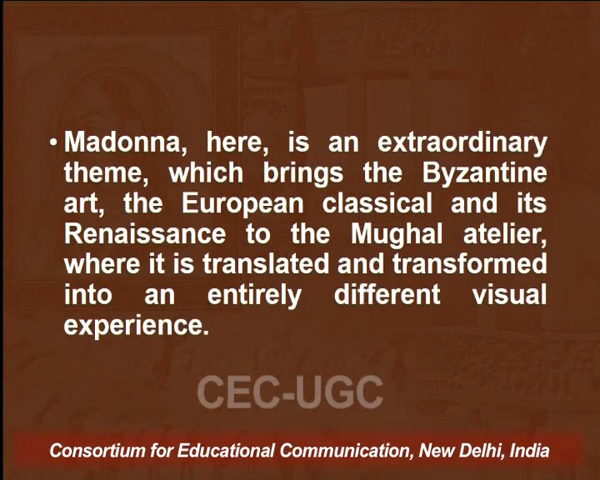 • Madonna, here, is an extraordinary
theme, which brings the Byzantine
art, the European classical and its
Renaissance to the Mughal atelier,
where it is translated and transformed
into an entirely different visual
experience.
CEC-UGC
Consortium for Educational Communication, New Delhi, India